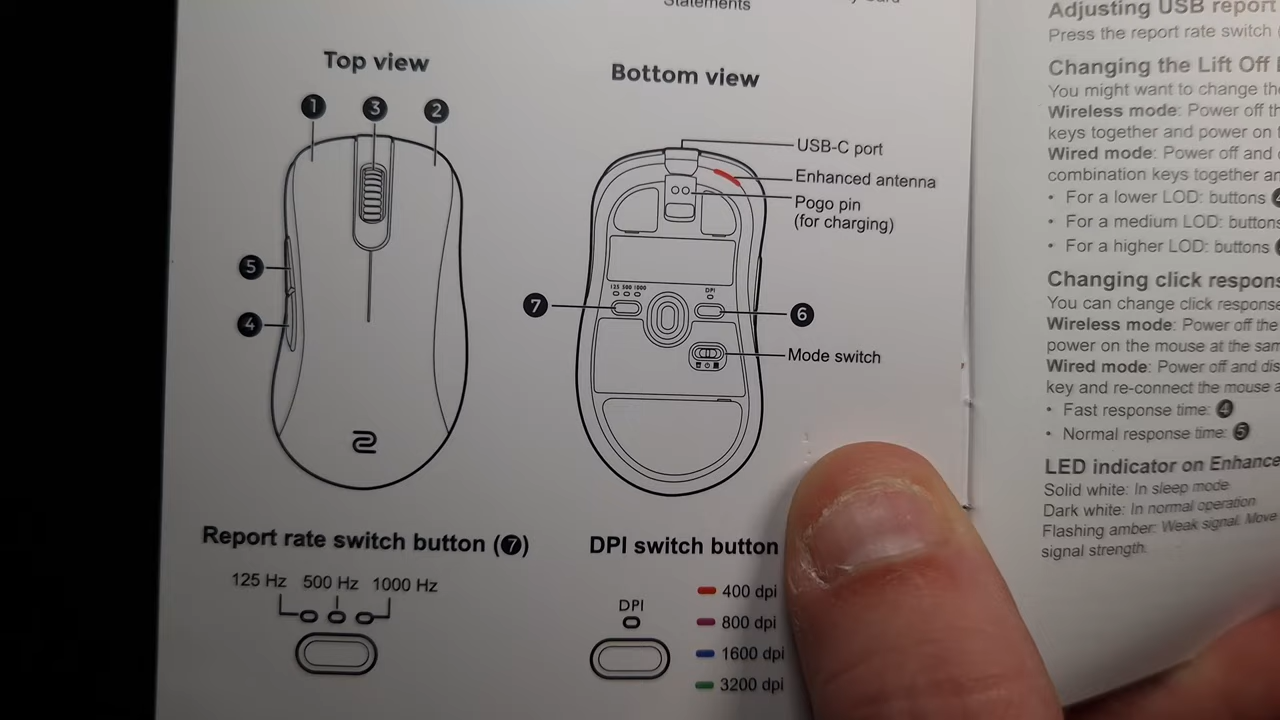 Statements
Top view
Bottom view
1
3
2
USB-C port
Enhanced antenna
Pogo pin
(for charging)
5
4
125 500 1000
DPI
7
6
Mode switch
Report rate switch button (7)
125 Hz 500 Hz 1000 Hz
DPI switch button
DPI
400 dpi
800 dpi
1600 dpi
3200 dpi
Adjusting USB report
Press the report rate switch (
Changing the Lift Off
You might want to change the
Wireless mode: Power off th
keys together and power on t
Wired mode: Power off and
combination keys together an
• For a lower LOD: buttons 4
• For a medium LOD: buttons
• For a higher LOD: buttons
Changing click respons
You can change click response
Wireless mode: Power off the
power on the mouse at the sam
Wired mode: Power off and dis
key and re-connect the mouse a
• Fast response time: 4
• Normal response time: 5
LED indicator on Enhance
Solid white: In sleep mode
Dark white: In normal operation
Flashing amber: Weak signal. Move
signal strength.